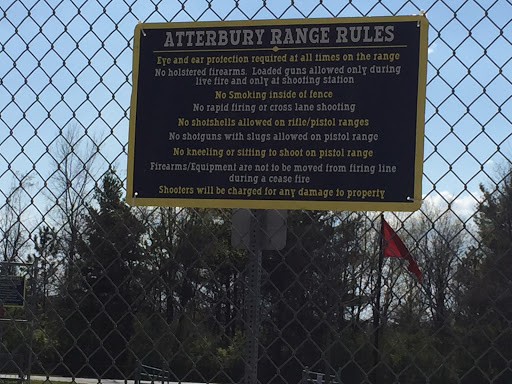 ATTERBURY RANGE RULES
Eye and ear protection required at all times on the range
No holstered firearms. Loaded guns allowed only during
live fire and only at shooting station
No Smoking inside of fence
No rapid firing or cross lane shooting
No shotshells allowed on rifle/pistol ranges
No shotguns with slugs allowed on pistol range
No kneeling or sitting to shoot on pistol range
Firearms/Equipment are not to be moved from firing line
during a cease fire
Shooters will be charged for any damage to property